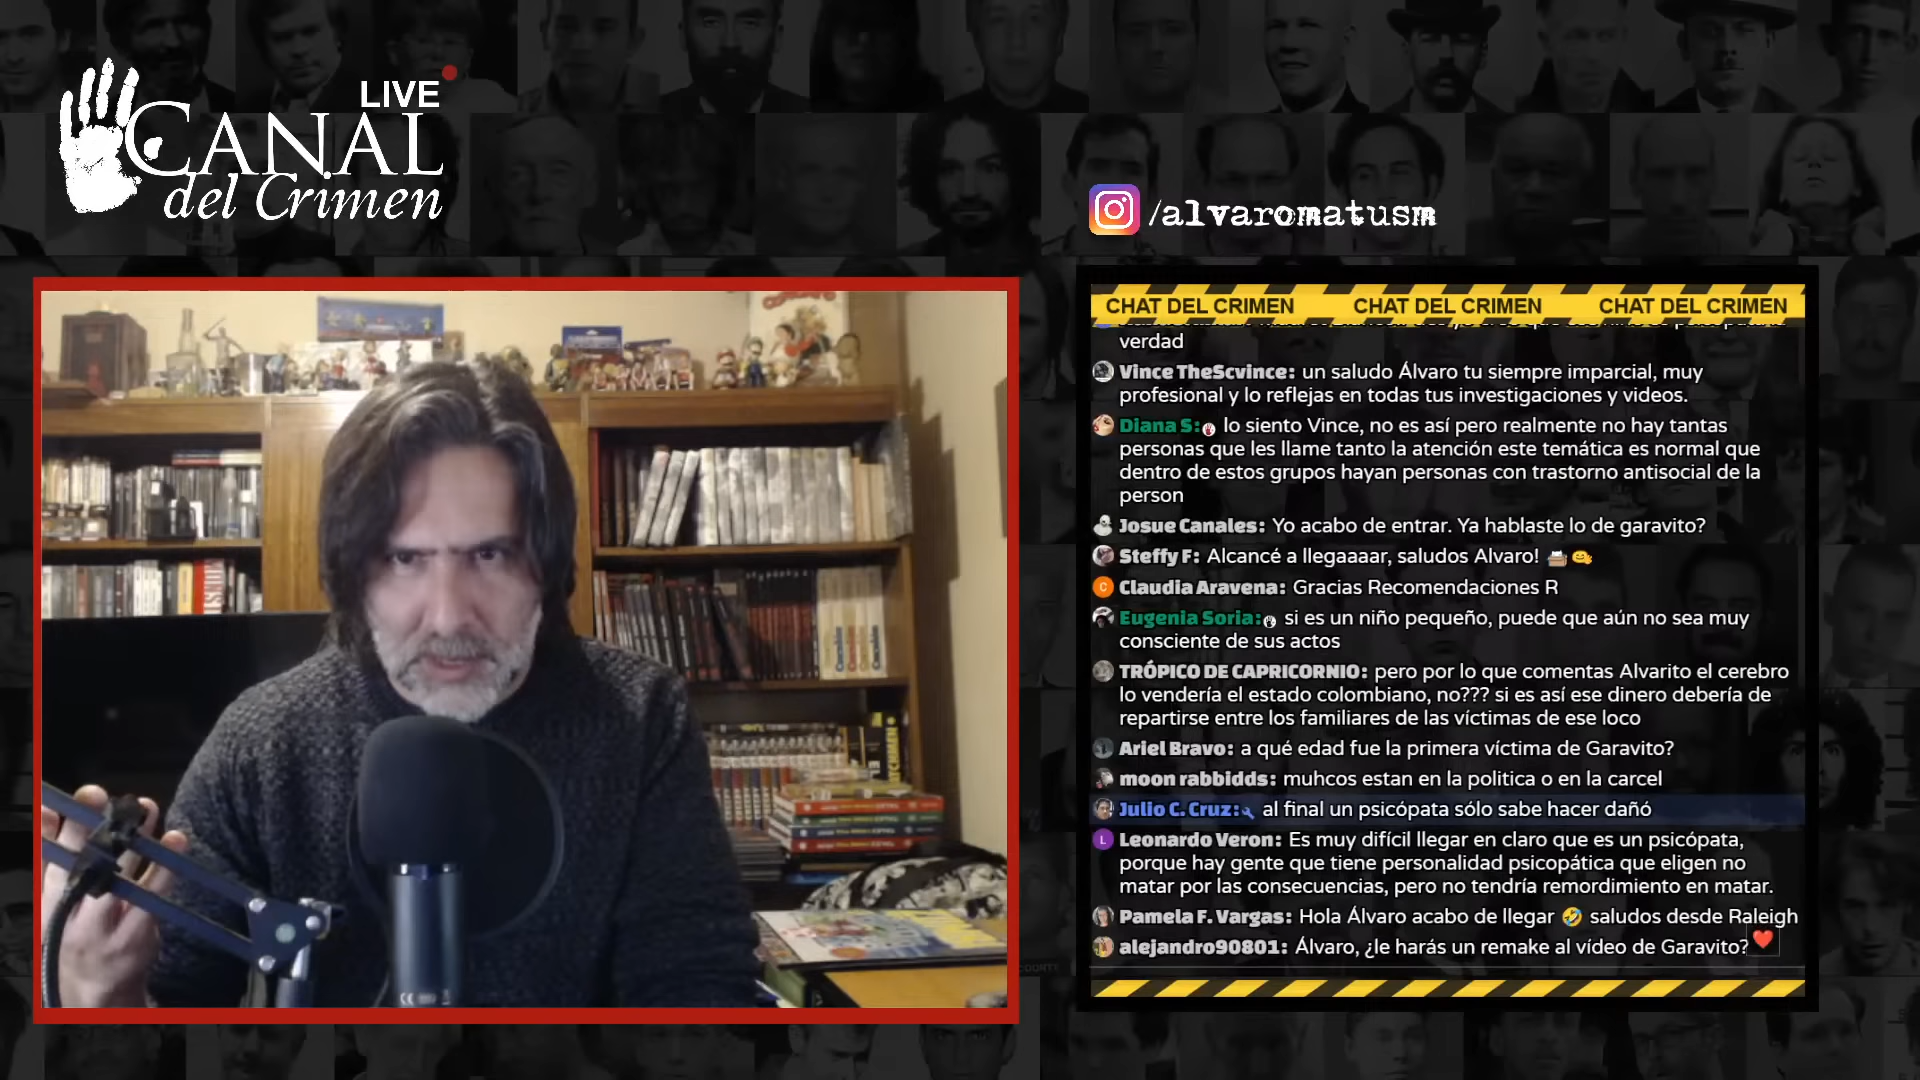 LIVE
CANAL
del Crimen
/alvaromatusm
CHAT DEL CRIMEN CHAT DEL CRIMEN CHAT DEL CRIMEN
verdad
Vince TheScvince: un saludo Álvaro tu siempre imparcial, muy
profesional y lo reflejas en todas tus investigaciones y videos.
Diana S: lo siento Vince, no es así pero realmente no hay tantas
personas que les llame tanto la atención este temática es normal que
dentro de estos grupos hayan personas con trastorno antisocial de la
person
Josue Canales: Yo acabo de entrar. Ya hablaste lo de garavito?
Steffy F: Alcancé a llegaaaar, saludos Alvaro!
C Claudia Aravena: Gracias Recomendaciones R
Eugenia Soria: si es un niño pequeño, puede que aún no sea muy
consciente de sus actos
TRÓPICO DE CAPRICORNIO: pero por lo que comentas Alvarito el cerebro
lo vendería el estado colombiano, no??? si es así ese dinero debería de
repartirse entre los familiares de las víctimas de ese loco
Ariel Bravo: a qué edad fue la primera víctima de Garavito?
moon rabbidds: muhcos estan en la politica o en la carcel
Julio C. Cruz: al final un psicópata sólo sabe hacer dañó
L Leonardo Veron: Es muy difícil llegar en claro que es un psicópata,
porque hay gente que tiene personalidad psicopática que eligen no
matar por las consecuencias, pero no tendría remordimiento en matar.
Pamela F. Vargas: Hola Álvaro acabo de llegar 🤣 saludos desde Raleigh
alejandro90801: Álvaro, ¿le harás un remake al vídeo de Garavito?